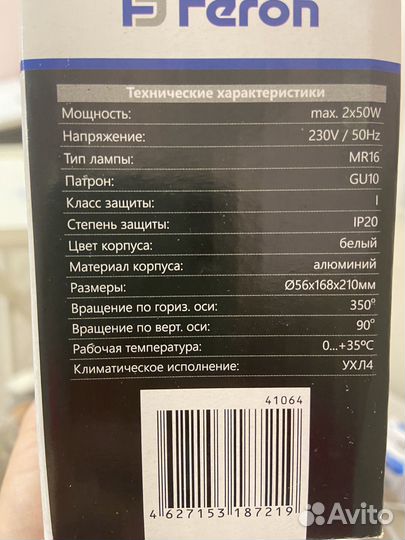 Feron
Технические характеристики
Мощность: max. 2x50W
Напряжение: 230V / 50Hz
Тип лампы: MR16
Патрон: GU10
Класс защиты: I
Степень защиты: IP20
Цвет корпуса: белый
Материал корпуса: алюминий
Размеры: Ø56x168x210мм
Вращение по гориз. оси: 350°
Вращение по верт. оси: 90°
Рабочая температура: 0...+35ºC
Климатическое исполнение: УХЛ4
41064
4 627153 187219
Avito